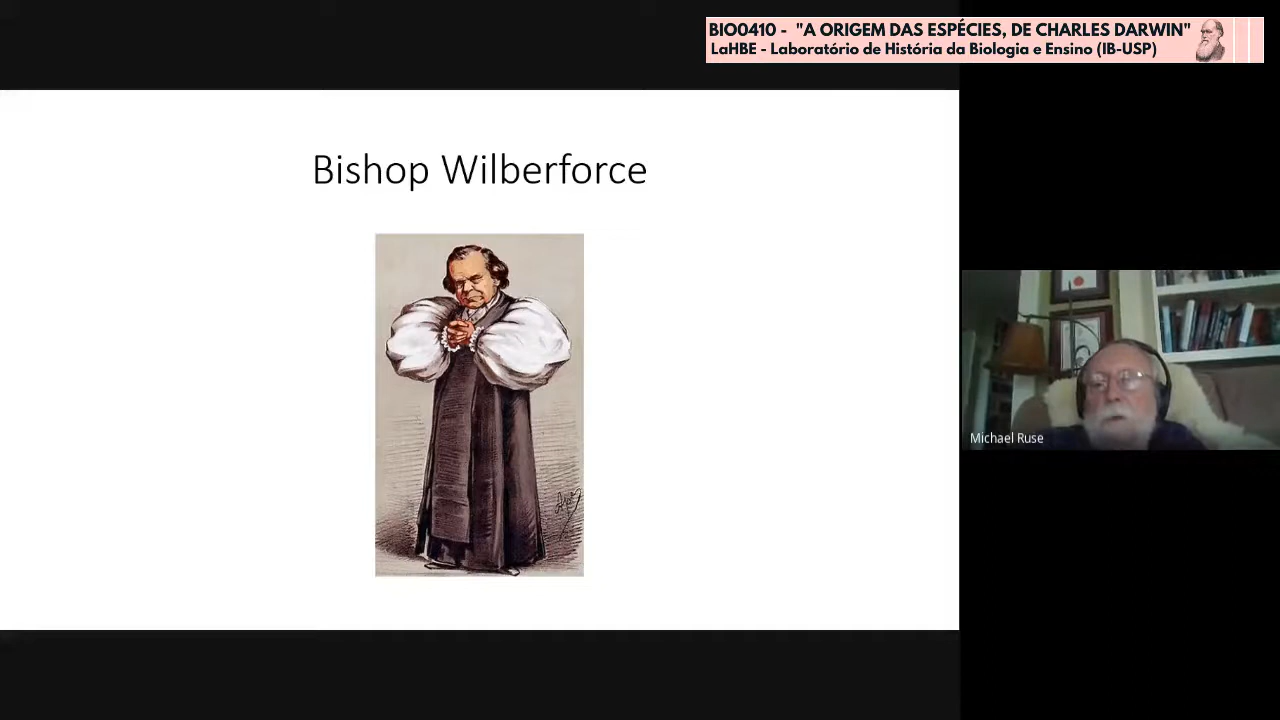 BIO0410 - "A ORIGEM DAS ESPÉCIES, DE CHARLES DARWIN"
LaHBE - Laboratório de História da Biologia e Ensino (IB-USP)
Bishop Wilberforce
Michael Ruse